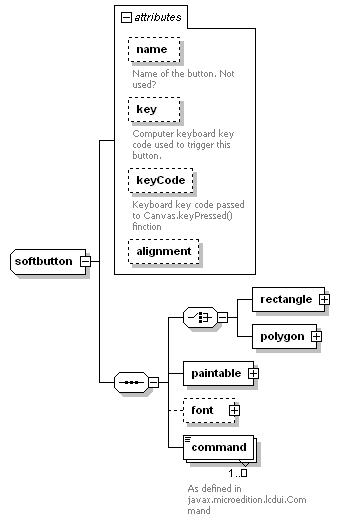 attributes
name
Name of the button. Not
used?
key
Computer keyboard key
code used to trigger this
button.
keyCode
Keyboard key code passed
to Canvas.keyPressed()
finction
alignment
softbutton
rectangle
polygon
paintable
font
command
1..
As defined in
javax.microedition.lcdui.Com
mand